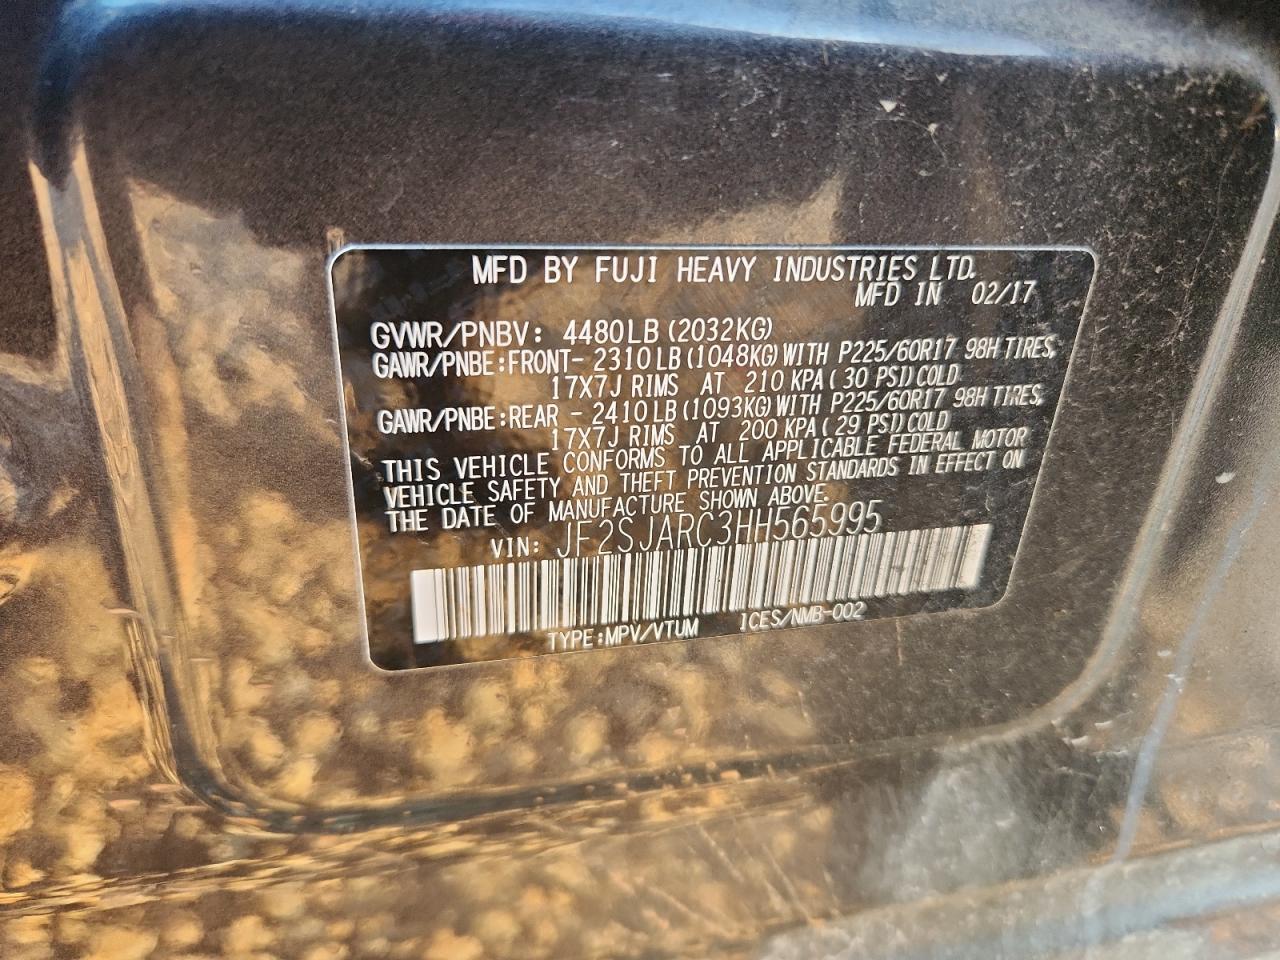 MFD BY FUJI HEAVY INDUSTRIES LTD.
MFD IN 02/17
GVWR/PNBV: 4480LB (2032KG)
GAWR/PNBE:FRONT- 2310LB (1048KG) WITH P225/60R17 98H TIRES,
17X7J RIMS AT 210 KPA (30 PSI) COLD
GAWR/PNBE:REAR - 2410LB (1093KG) WITH P225/60R17 98H TIRES,
17X7J RIMS AT 200 KPA (29 PSI) COLD
THIS VEHICLE CONFORMS TO ALL APPLICABLE FEDERAL MOTOR
VEHICLE SAFETY AND THEFT PREVENTION STANDARDS IN EFFECT ON
THE DATE OF MANUFACTURE SHOWN ABOVE.
VIN: JF2SJARC3HH565995
TYPE:MPV/VTUM ICES/NMB-002